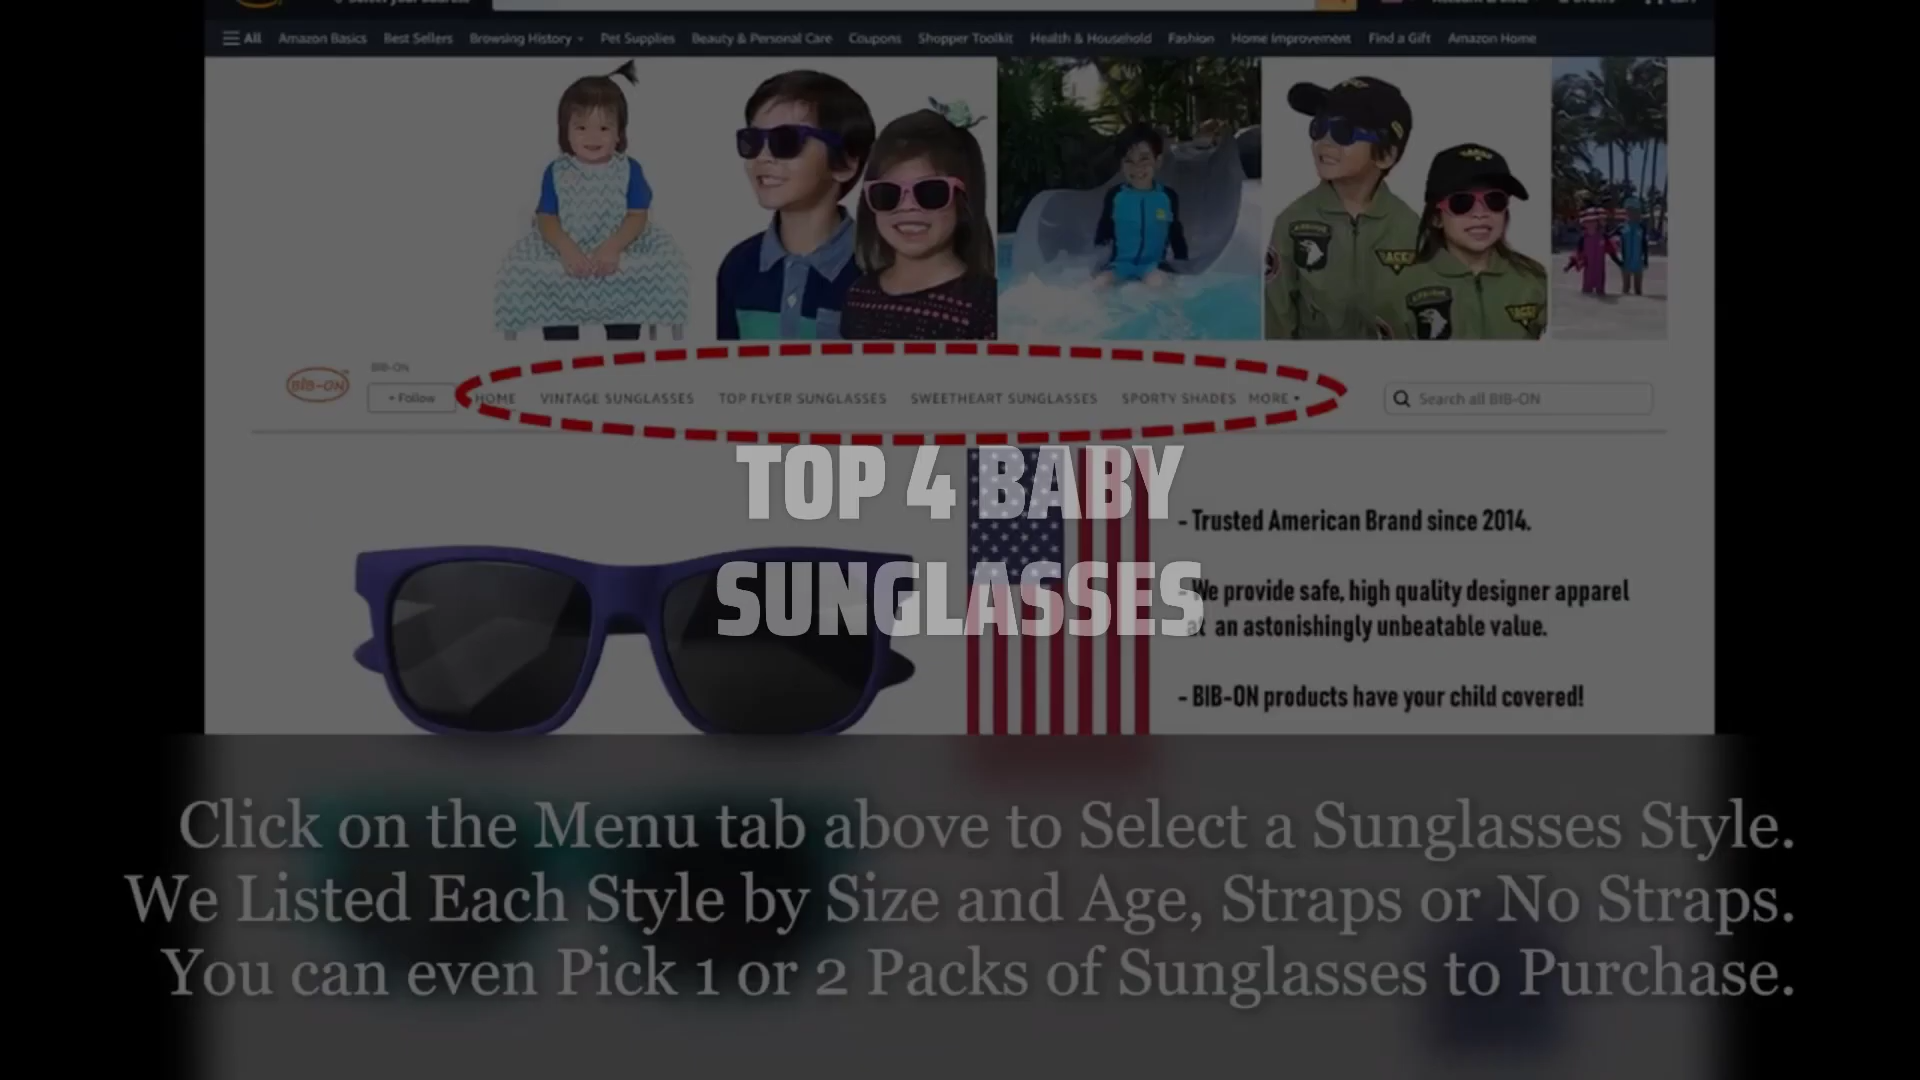 All Amazon Basics Best Sellers Browsing History Pet Supplies Beauty & Personal Care Coupons Shopper Toolkit Health & Household Fashion Home Improvement Find a Gift Amazon Home
BIB-ON
BIB-ON
+ Follow
HOME VINTAGE SUNGLASSES TOP FLYER SUNGLASSES SWEETHEART SUNGLASSES SPORTY SHADES MORE
Search all BIB-ON
TOP 4 BABY
SUNGLASSES
- Trusted American Brand since 2014.
- We provide safe, high quality designer apparel
at an astonishingly unbeatable value.
- BIB-ON products have your child covered!
Click on the Menu tab above to Select a Sunglasses Style.
We Listed Each Style by Size and Age, Straps or No Straps.
You can even Pick 1 or 2 Packs of Sunglasses to Purchase.